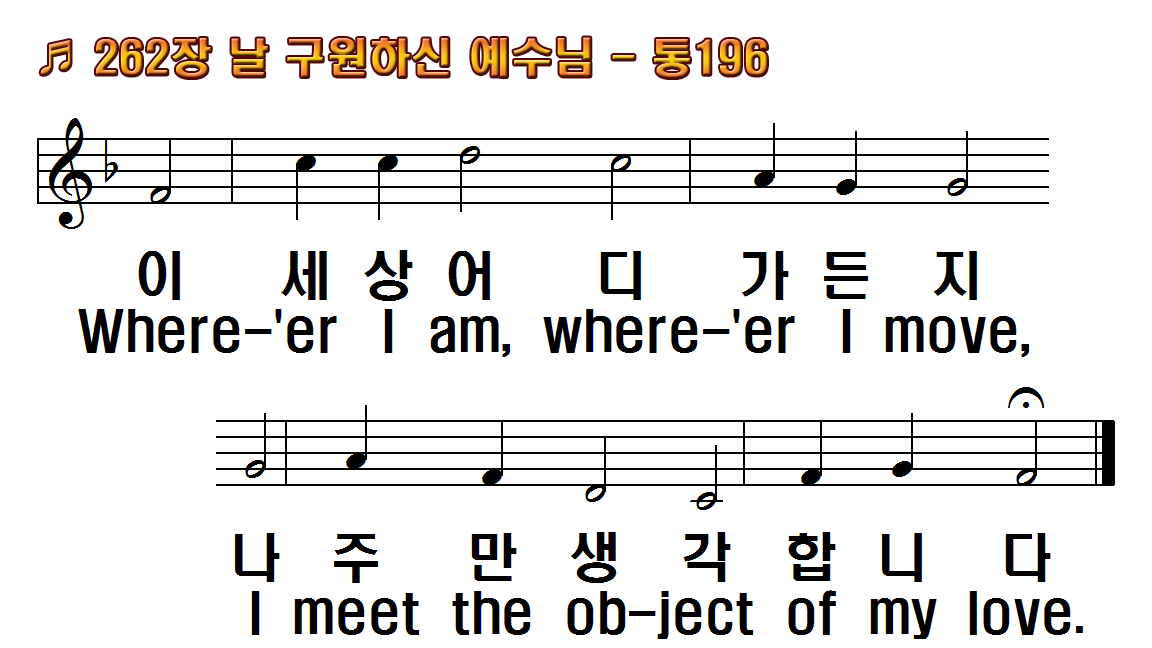 ♬ 262장 날 구원하신 예수님 - 통196
이 세 상 어 디 가 든 지
Where-'er I am, where-'er I move,
나 주 만 생 각 합 니 다
I meet the ob-ject of my love.